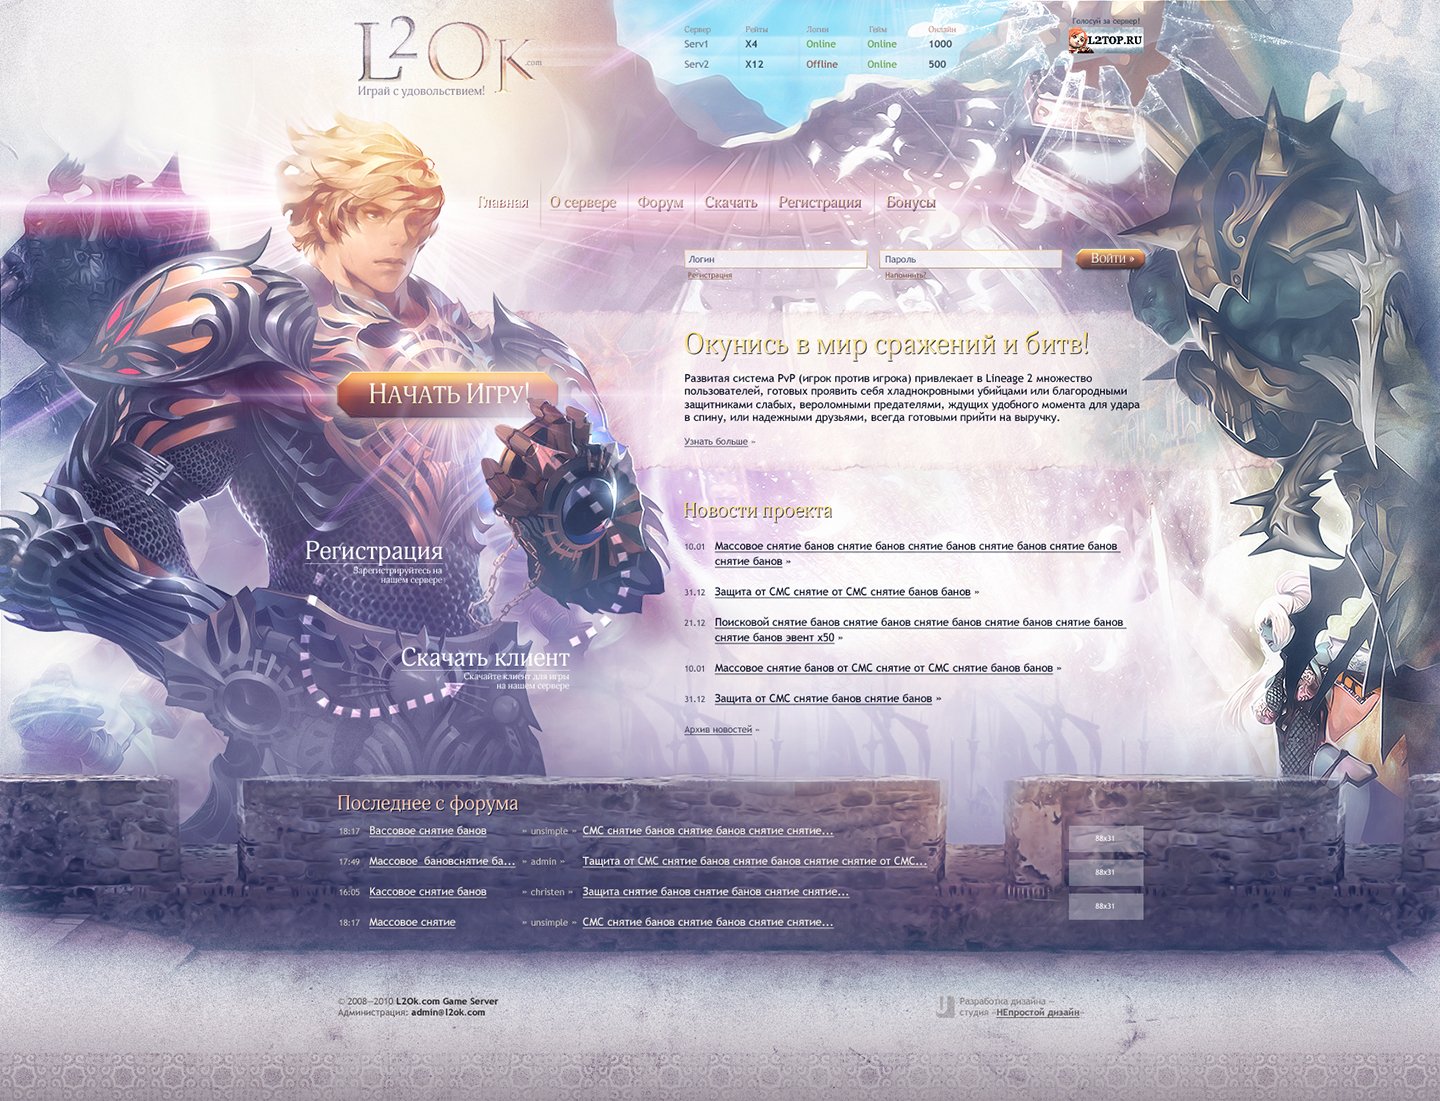 L2Ok.com
Играй с удовольствием!
Сервер Рейты Логин Гейм Онлайн
Serv1 X4 Online Online 1000
Serv2 X12 Offline Online 500
Голосуй за сервер!
L2TOP.RU
Главная О сервере Форум Скачать Регистрация Бонусы
Логин Пароль Войти »
Регистрация Напомнить?
Окунись в мир сражений и битв!
Развитая система PvP (игрок против игрока) привлекает в Lineage 2 множество
пользователей, готовых проявить себя хладнокровными убийцами или благородными
защитниками слабых, вероломными предателями, ждущих удобного момента для удара
в спину, или надежными друзьями, всегда готовыми прийти на выручку.
Узнать больше »
Начать Игру!
Регистрация
Зарегистрируйтесь на
нашем сервере
Скачать клиент
Скачайте клиент для игры
на нашем сервере
Новости проекта
10.01 Массовое снятие банов снятие банов снятие банов снятие банов снятие банов
снятие банов »
31.12 Защита от СМС снятие от СМС снятие банов банов »
21.12 Поисковой снятие банов снятие банов снятие банов снятие банов снятие банов
снятие банов эвент х50 »
10.01 Массовое снятие банов от СМС снятие от СМС снятие банов банов »
31.12 Защита от СМС снятие банов снятие банов »
Архив новостей »
Последнее с форума
18:17 Вассовое снятие банов » unsimple » СМС снятие банов снятие банов снятие снятие...
17:49 Массовое бановснятие ба... » admin » Тащита от СМС снятие банов снятие банов снятие снятие от СМС...
16:05 Кассовое снятие банов » christen » Защита снятие банов снятие банов снятие снятие...
18:17 Массовое снятие » unsimple » СМС снятие банов снятие банов снятие снятие...
88x31
88x31
88x31
© 2008—2010 L2Ok.com Game Server
Администрация: admin@l2ok.com
Разработка дизайна —
студия «НЕпростой дизайн»